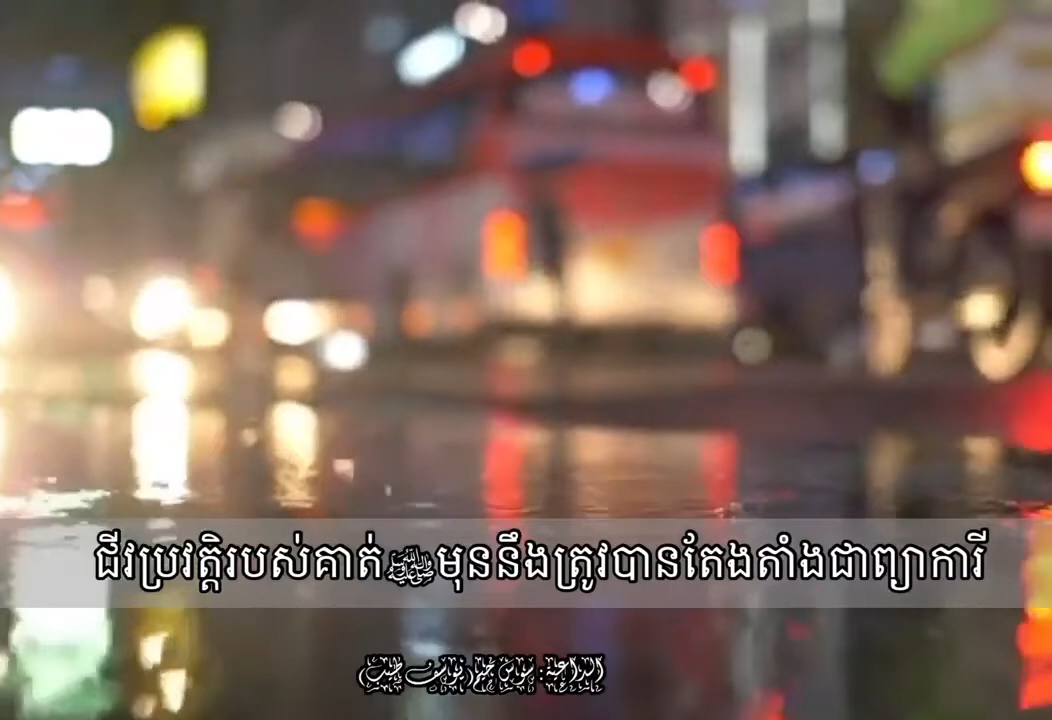 ជីវប្រវត្តិរបស់គាត់ﷺមុននឹងត្រូវបានតែងតាំងជាព្យាការី
الداعية: